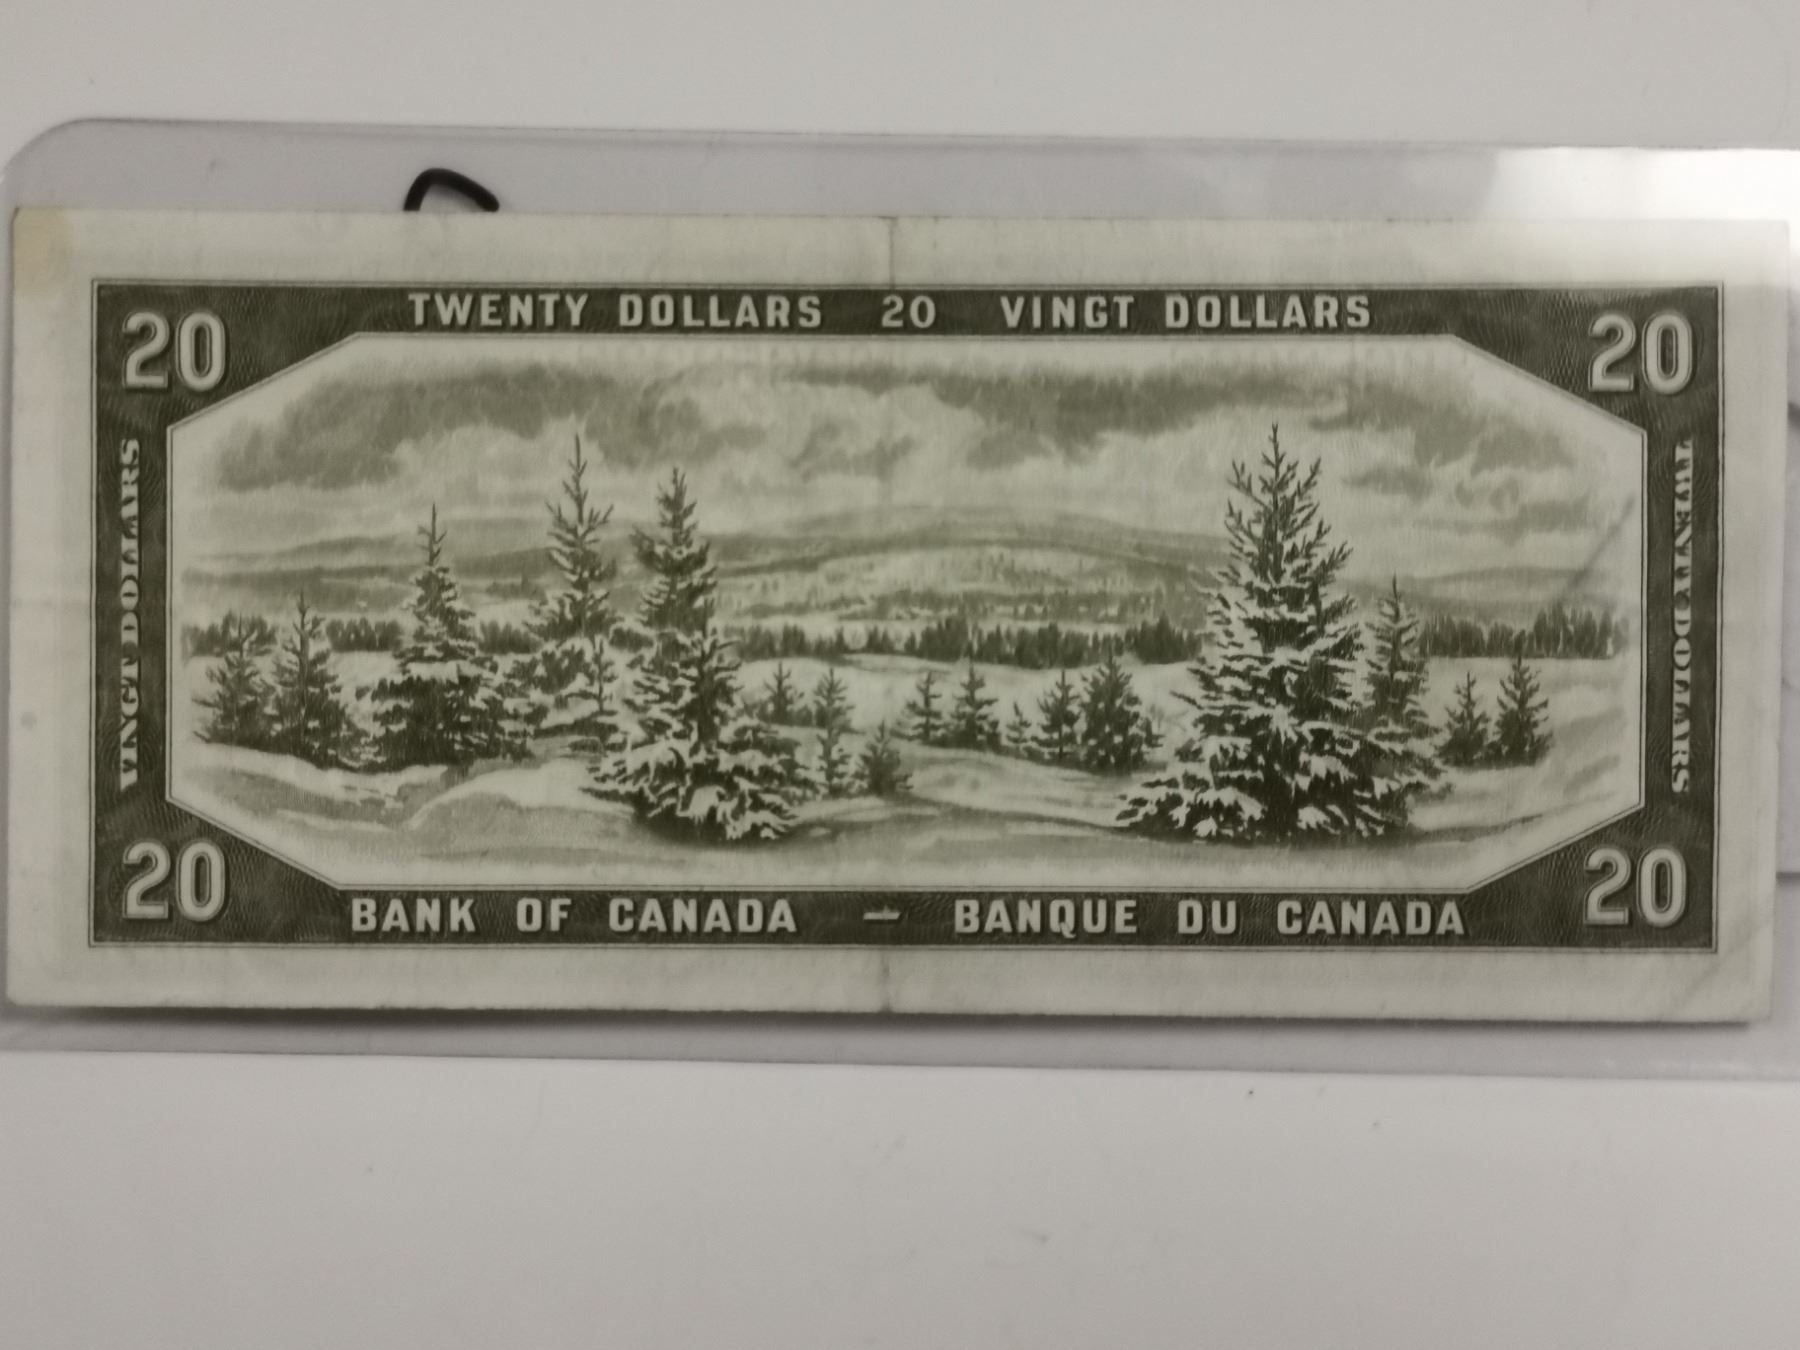 TWENTY DOLLARS 20 VINGT DOLLARS
20
20
VINGT DOLLARS
TWENTY DOLLARS
20
20
BANK OF CANADA — BANQUE DU CANADA